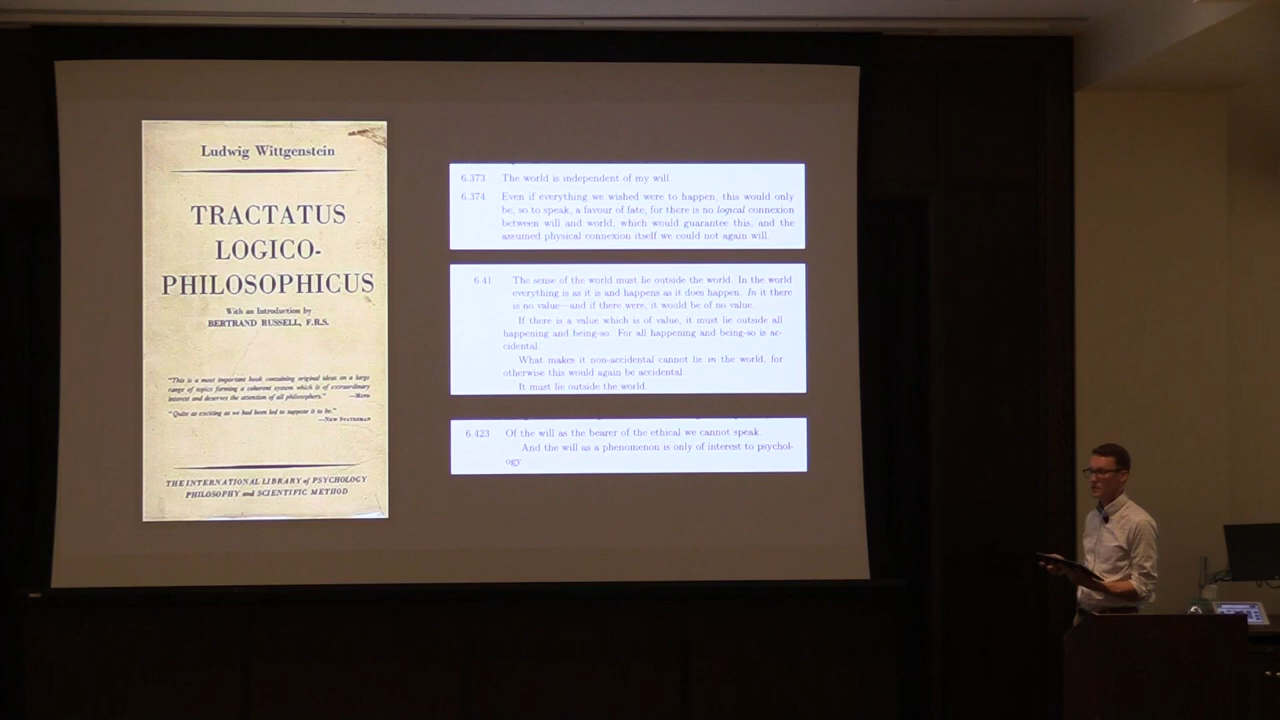 Ludwig Wittgenstein
TRACTATUS
LOGICO-
PHILOSOPHICUS
With an Introduction by
BERTRAND RUSSELL, F.R.S.
"This is a most important book containing original ideas on a large
range of topics forming a coherent system which is of extraordinary
interest and deserves the attention of all philosophers." —MIND
"Quite as exciting as we had been led to suppose it to be."
—NEW STATESMAN
THE INTERNATIONAL LIBRARY of PSYCHOLOGY
PHILOSOPHY and SCIENTIFIC METHOD
6.373 The world is independent of my will.
6.374 Even if everything we wished were to happen, this would only
be, so to speak, a favour of fate, for there is no logical connexion
between will and world, which would guarantee this, and the
assumed physical connexion itself we could not again will.
6.41 The sense of the world must lie outside the world. In the world
everything is as it is and happens as it does happen. In it there
is no value—and if there were, it would be of no value.
If there is a value which is of value, it must lie outside all
happening and being-so. For all happening and being-so is ac-
cidental.
What makes it non-accidental cannot lie in the world, for
otherwise this would again be accidental.
It must lie outside the world.
6.423 Of the will as the bearer of the ethical we cannot speak.
And the will as a phenomenon is only of interest to psychol-
ogy.